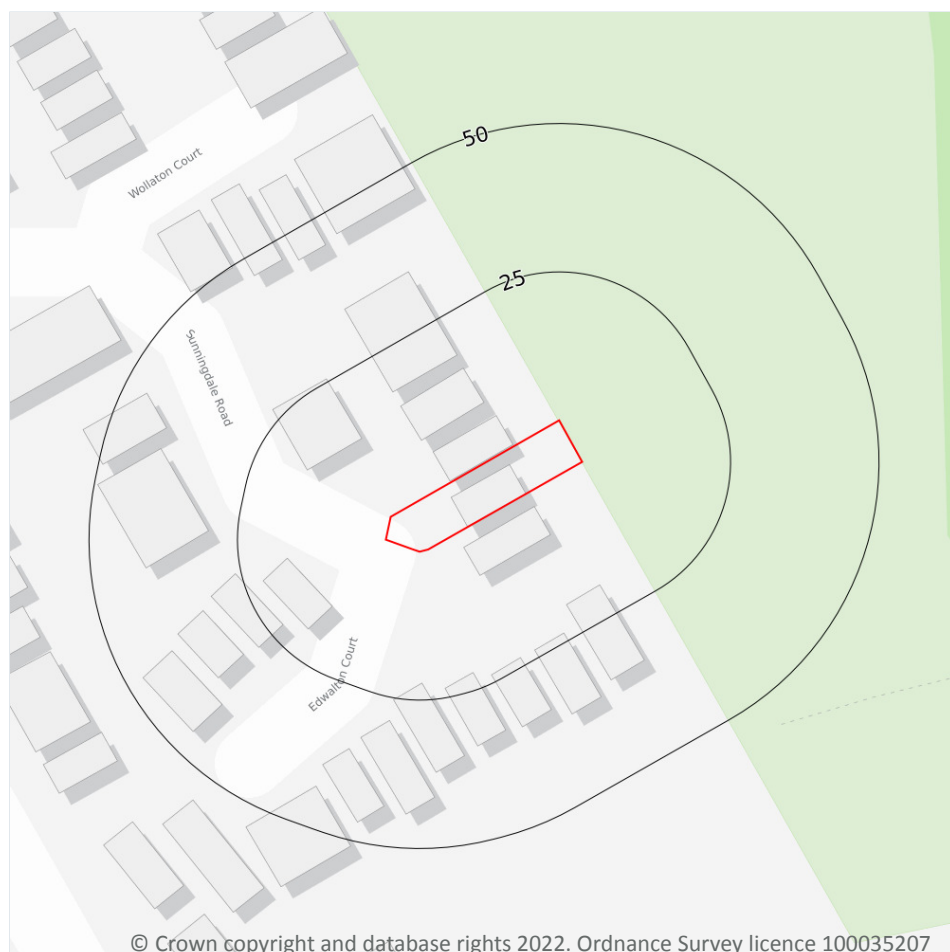 50
Wollaton Court
25
Sunningdale Road
Edwalton Court
© Crown copyright and database rights 2022. Ordnance Survey licence 100035207